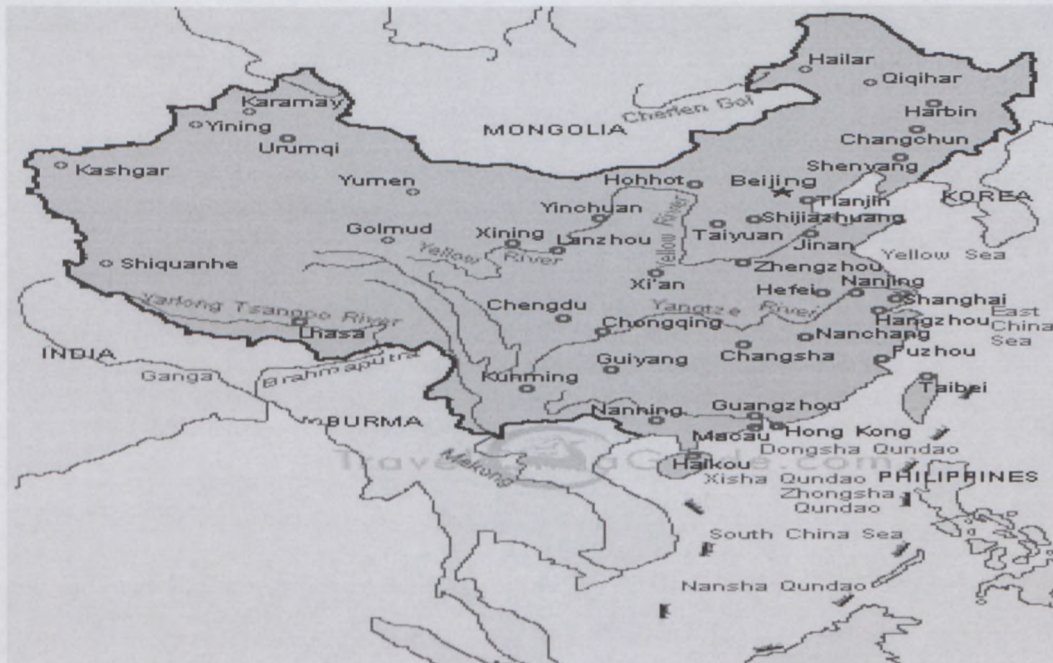 Hailar
Qiqihar
Karamay
Cherlen Gol
Harbin
Yining
MONGOLIA
Changchun
Urumqi
Shenyang
Kashgar
Yumen
Hohhot
Beijing
Tianjin
KOREA
Yinchuan
Yellow River
Shijiazhuang
Golmud
Xining
Lanzhou
Taiyuan
Jinan
Yellow
River
Yellow Sea
Shiquanhe
Zhengzhou
Xi'an
Hefei
Nanjing
Yarlong Tsangpo River
Chengdu
Yangtze River
Shanghai
Lhasa
Chongqing
Hangzhou
East
China
Sea
Nanchang
INDIA
Changsha
Fuzhou
Ganga
Brahmaputra
Guiyang
Kunming
Taibei
BURMA
Nanning
Guangzhou
Macau
Hong Kong
Dongsha Qundao
Mekong
Haikou
Xisha Qundao
PHILIPPINES
Zhongsha
Qundao
South China Sea
Nansha Qundao